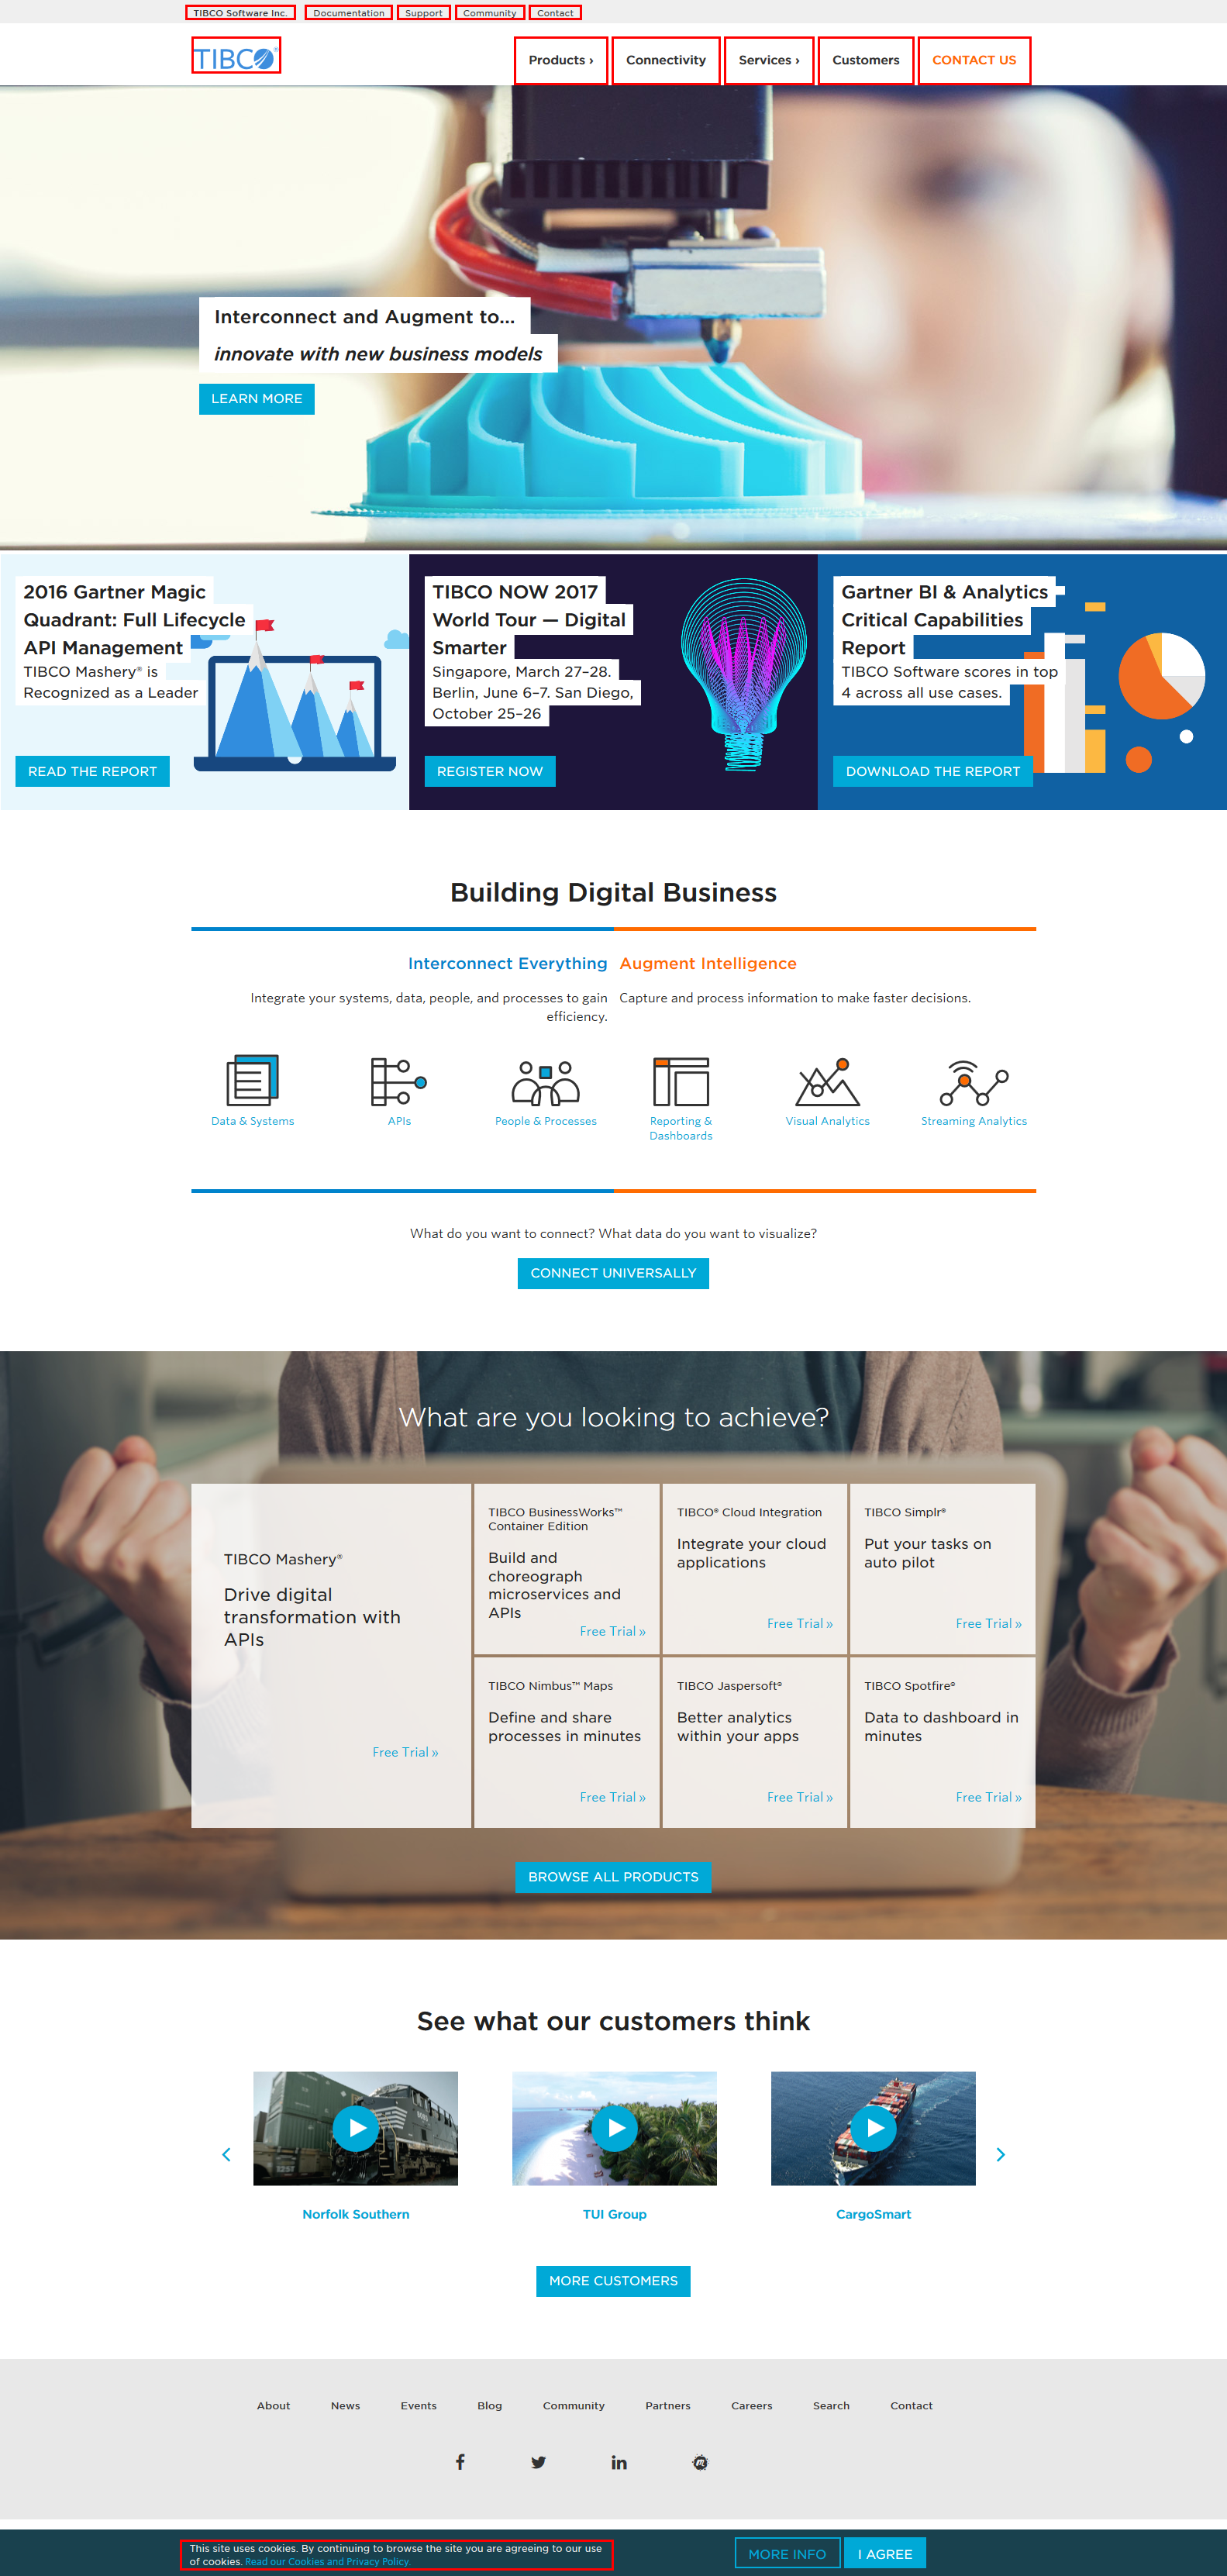 TIBCO Software Inc. Documentation Support Community Contact
TIBCO®
Products › Connectivity Services › Customers CONTACT US
Interconnect and Augment to...
innovate with new business models
LEARN MORE
2016 Gartner Magic
Quadrant: Full Lifecycle
API Management
TIBCO Mashery® is
Recognized as a Leader
READ THE REPORT
TIBCO NOW 2017
World Tour — Digital
Smarter
Singapore, March 27–28.
Berlin, June 6–7. San Diego,
October 25–26
REGISTER NOW
Gartner BI & Analytics
Critical Capabilities
Report
TIBCO Software scores in top
4 across all use cases.
DOWNLOAD THE REPORT
Building Digital Business
Interconnect Everything
Integrate your systems, data, people, and processes to gain
efficiency.
Augment Intelligence
Capture and process information to make faster decisions.
Data & Systems
APIs
People & Processes
Reporting &
Dashboards
Visual Analytics
Streaming Analytics
What do you want to connect? What data do you want to visualize?
CONNECT UNIVERSALLY
What are you looking to achieve?
TIBCO Mashery®
Drive digital
transformation with
APIs
Free Trial »
TIBCO BusinessWorks™
Container Edition
Build and
choreograph
microservices and
APIs
Free Trial »
TIBCO® Cloud Integration
Integrate your cloud
applications
Free Trial »
TIBCO Simplr®
Put your tasks on
auto pilot
Free Trial »
TIBCO Nimbus™ Maps
Define and share
processes in minutes
Free Trial »
TIBCO Jaspersoft®
Better analytics
within your apps
Free Trial »
TIBCO Spotfire®
Data to dashboard in
minutes
Free Trial »
BROWSE ALL PRODUCTS
See what our customers think
Norfolk Southern
TUI Group
CargoSmart
MORE CUSTOMERS
About News Events Blog Community Partners Careers Search Contact
This site uses cookies. By continuing to browse the site you are agreeing to our use
of cookies. Read our Cookies and Privacy Policy.
MORE INFO
I AGREE